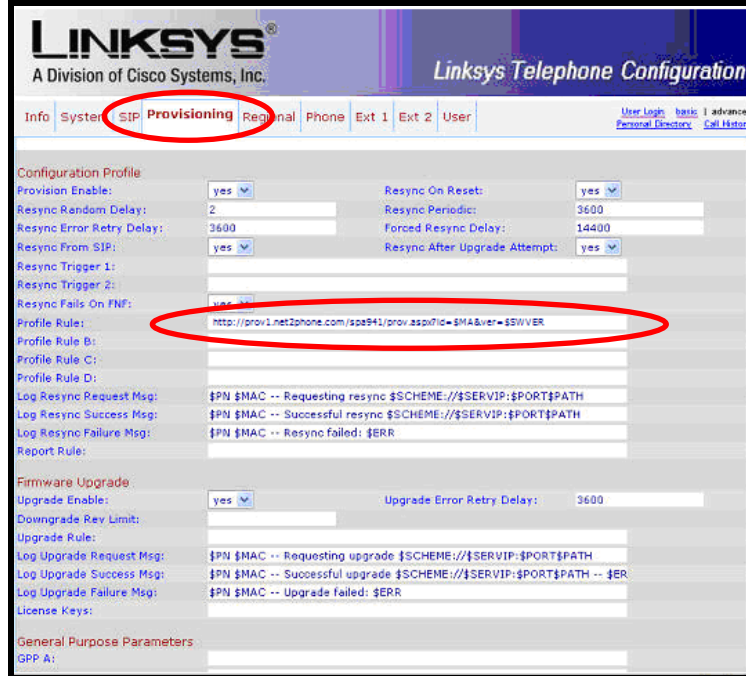 LINKSYS®
A Division of Cisco Systems, Inc.
Linksys Telephone Configuration
Info System SIP Provisioning Regional Phone Ext 1 Ext 2 User
User Login basic | advance
Personal Directory Call Histor
Configuration Profile
Provision Enable: yes Resync On Reset: yes
Resync Random Delay: 2 Resync Periodic: 3600
Resync Error Retry Delay: 3600 Forced Resync Delay: 14400
Resync From SIP: yes Resync After Upgrade Attempt: yes
Resync Trigger 1:
Resync Trigger 2:
Resync Fails On FNF: yes
Profile Rule: http://prov1.net2phone.com/spa941/prov.aspx?id=$MA&ver=$SWVER
Profile Rule B:
Profile Rule C:
Profile Rule D:
Log Resync Request Msg: $PN $MAC -- Requesting resync $SCHEME://$SERVIP:$PORT$PATH
Log Resync Success Msg: $PN $MAC -- Successful resync $SCHEME://$SERVIP:$PORT$PATH
Log Resync Failure Msg: $PN $MAC -- Resync failed: $ERR
Report Rule:
Firmware Upgrade
Upgrade Enable: yes Upgrade Error Retry Delay: 3600
Downgrade Rev Limit:
Upgrade Rule:
Log Upgrade Request Msg: $PN $MAC -- Requesting upgrade $SCHEME://$SERVIP:$PORT$PATH
Log Upgrade Success Msg: $PN $MAC -- Successful upgrade $SCHEME://$SERVIP:$PORT$PATH -- $ER
Log Upgrade Failure Msg: $PN $MAC -- Upgrade failed: $ERR
License Keys:
General Purpose Parameters
GPP A: